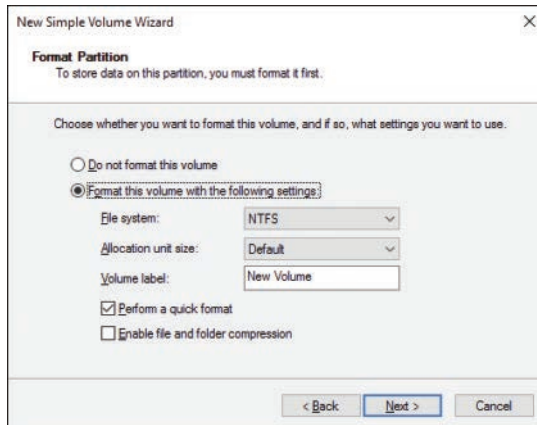 New Simple Volume Wizard
Format Partition
To store data on this partition, you must format it first.
Choose whether you want to format this volume, and if so, what settings you want to use.
Do not format this volume
Format this volume with the following settings:
File system: NTFS
Allocation unit size: Default
Volume label: New Volume
Perform a quick format
Enable file and folder compression
< Back Next > Cancel